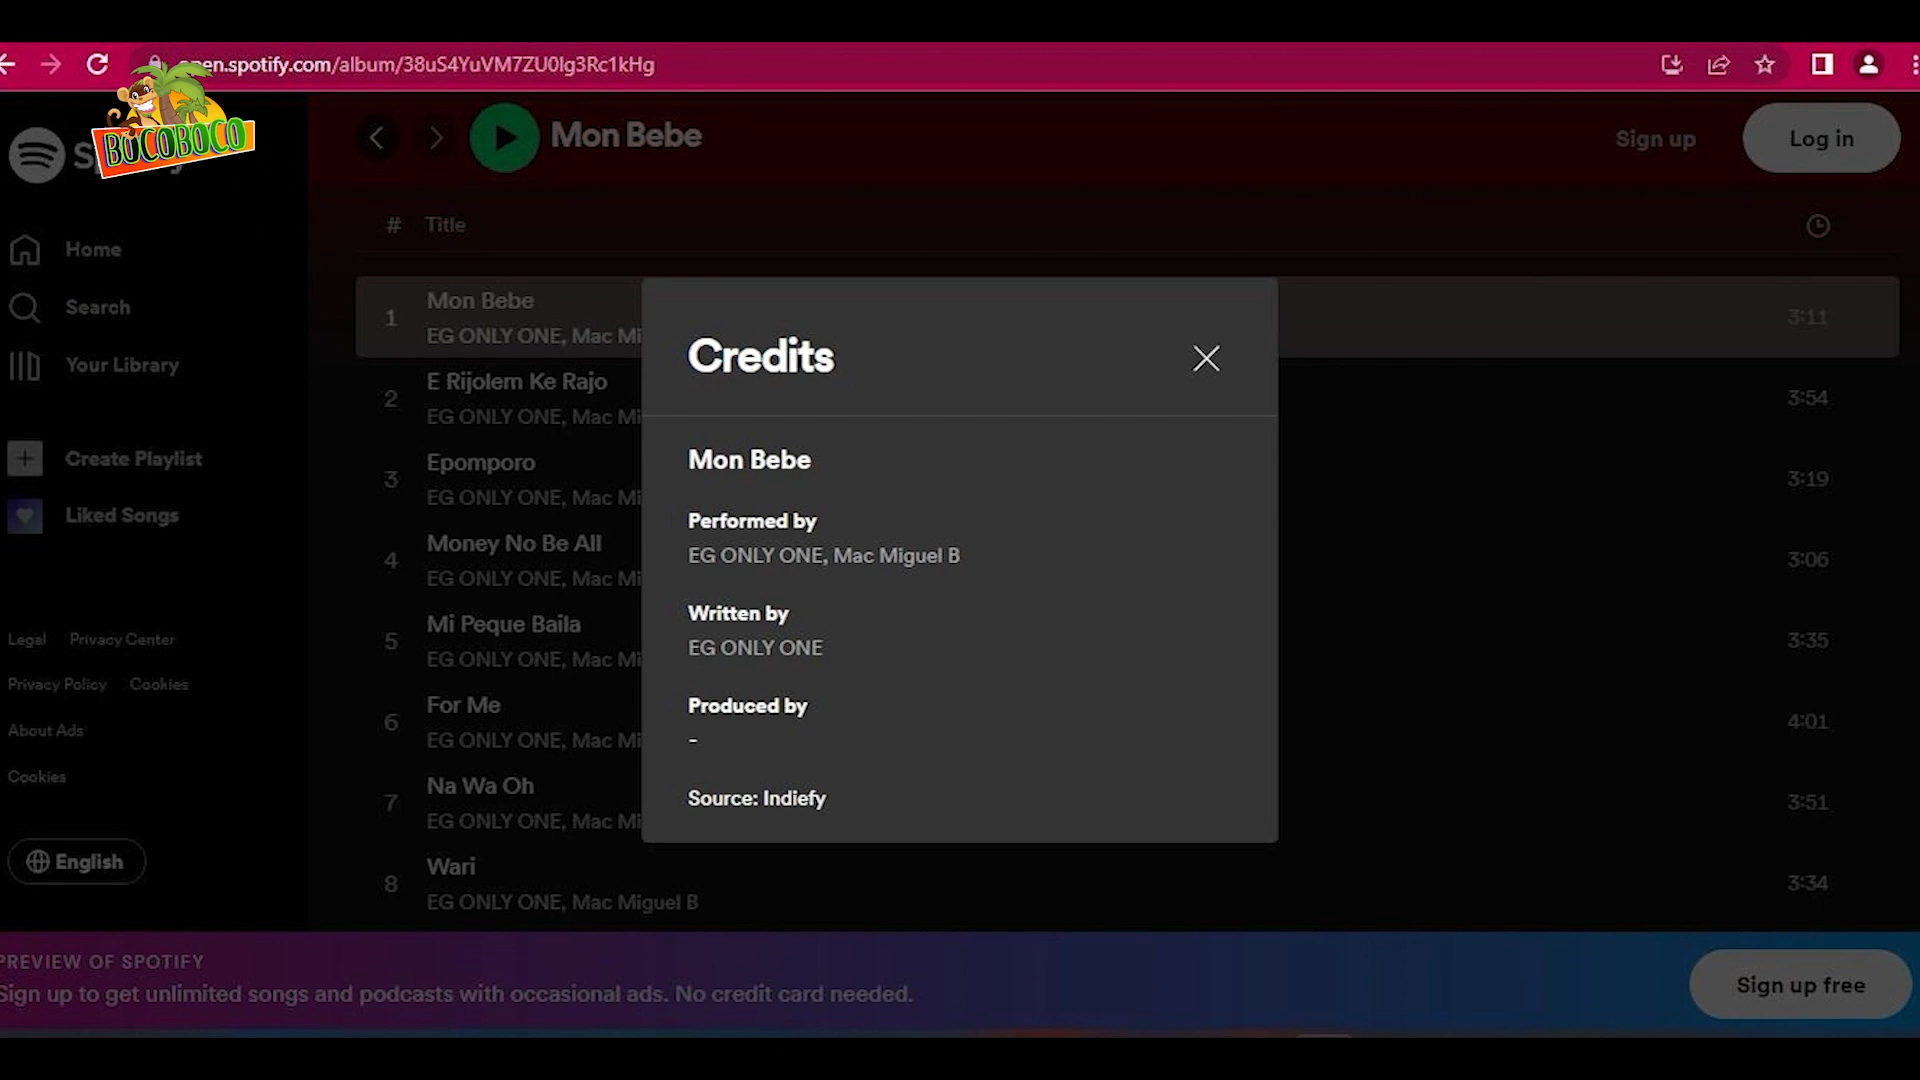 open.spotify.com/album/38uS4YuVM7ZU0lg3Rc1kHg
BOCOBOCO
Mon Bebe
Sign up
Log in
Home
Search
Your Library
Create Playlist
Liked Songs
Legal Privacy Center
Privacy Policy Cookies
About Ads
Cookies
English
# Title
1 Mon Bebe 3:11
EG ONLY ONE, Mac Mi
2 E Rijolem Ke Rajo 3:54
EG ONLY ONE, Mac Mi
3 Epomporo 3:19
EG ONLY ONE, Mac Mi
4 Money No Be All 3:06
EG ONLY ONE, Mac Mi
5 Mi Peque Baila 3:35
EG ONLY ONE, Mac Mi
6 For Me 4:01
EG ONLY ONE, Mac Mi
7 Na Wa Oh 3:51
EG ONLY ONE, Mac Mi
8 Wari 3:34
EG ONLY ONE, Mac Miguel B
Credits
Mon Bebe
Performed by
EG ONLY ONE, Mac Miguel B
Written by
EG ONLY ONE
Produced by
-
Source: Indiefy
PREVIEW OF SPOTIFY
Sign up to get unlimited songs and podcasts with occasional ads. No credit card needed.
Sign up free